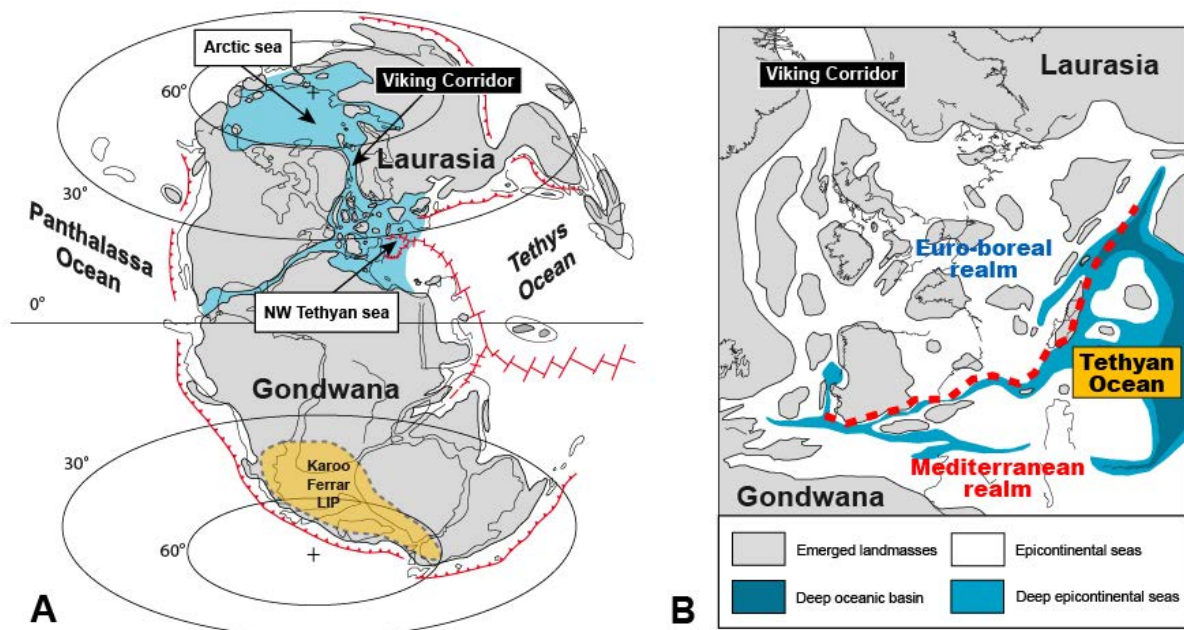 Arctic sea
Viking Corridor
60°
Laurasia
30°
Panthalassa
Ocean
Tethys
Ocean
0°
NW Tethyan sea
Gondwana
30°
Karoo
Ferrar
LIP
60°
A
Viking Corridor
Laurasia
Euro-boreal
realm
Tethyan
Ocean
Mediterranean
realm
Gondwana
Emerged landmasses
Epicontinental seas
Deep oceanic basin
Deep epicontinental seas
B